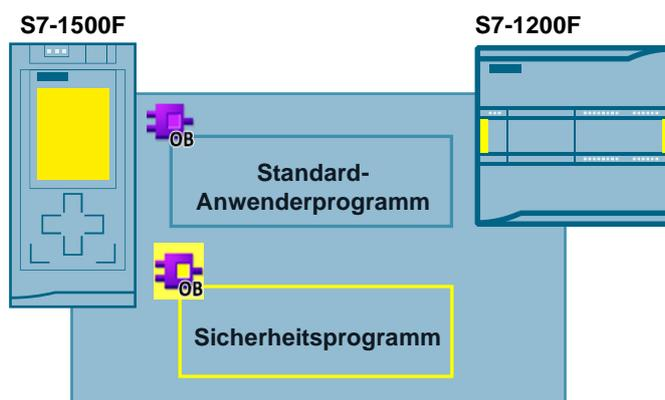 S7-1500F
S7-1200F
OB
Standard-
Anwenderprogramm
OB
Sicherheitsprogramm